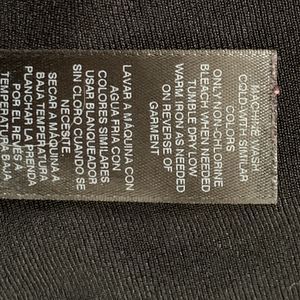 MACHINE WASH
COLD-WITH SIMILAR
COLORS
ONLY NON-CHLORINE
BLEACH WHEN NEEDED
TUMBLE DRY LOW
WARM IRON AS NEEDED
ON REVERSE OF
GARMENT
LAVAR A MAQUINA CON
AGUA FRIA CON
COLORES SIMILARES
USAR BLANQUEADOR
SIN CLORO CUANDO SE
NECESITE
SECAR A MAQUINA A
BAJA TEMPERATURA
PLANCHAR LA PRENDA
POR EL REVES A
TEMPERATURA BAJA